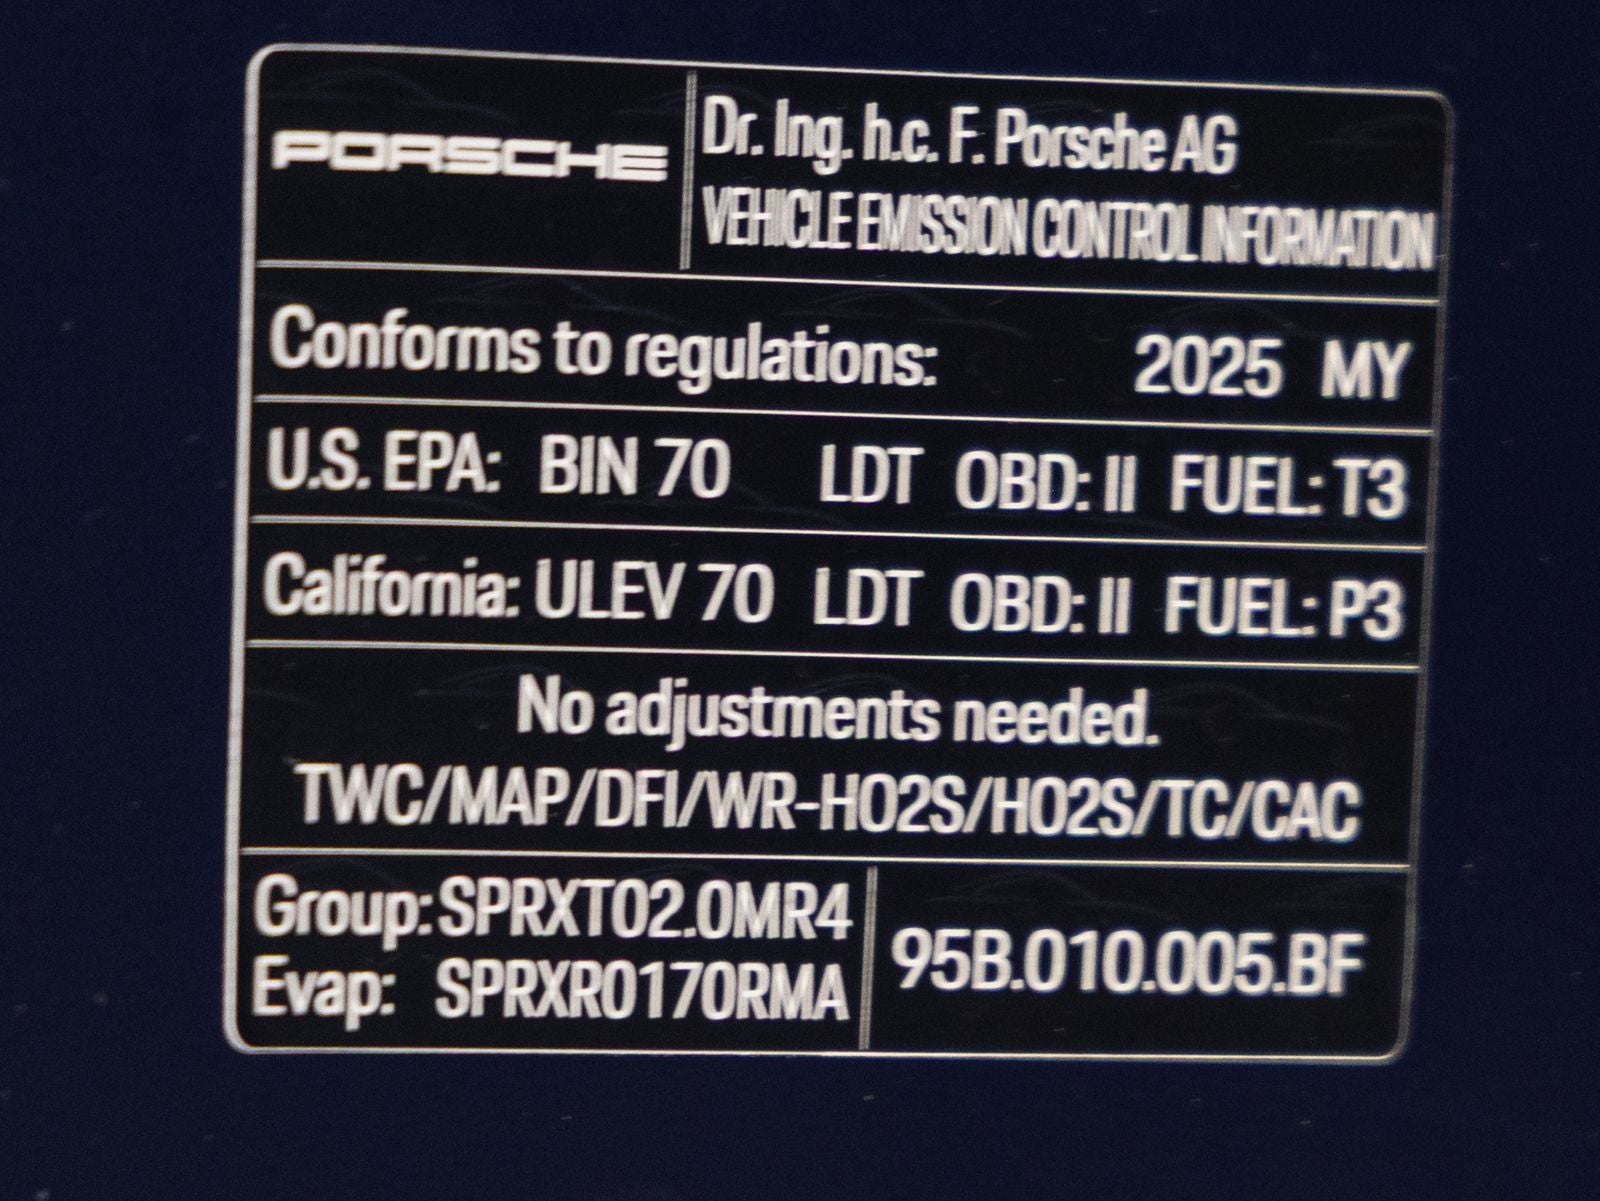 PORSCHE
Dr. Ing. h.c. F. Porsche AG
VEHICLE EMISSION CONTROL INFORMATION
Conforms to regulations: 2025 MY
U.S. EPA: BIN 70 LDT OBD: II FUEL: T3
California: ULEV 70 LDT OBD: II FUEL: P3
No adjustments needed.
TWC/MAP/DFI/WR-HO2S/HO2S/TC/CAC
Group: SPRXT02.0MR4
Evap: SPRXR0170RMA
95B.010.005.BF